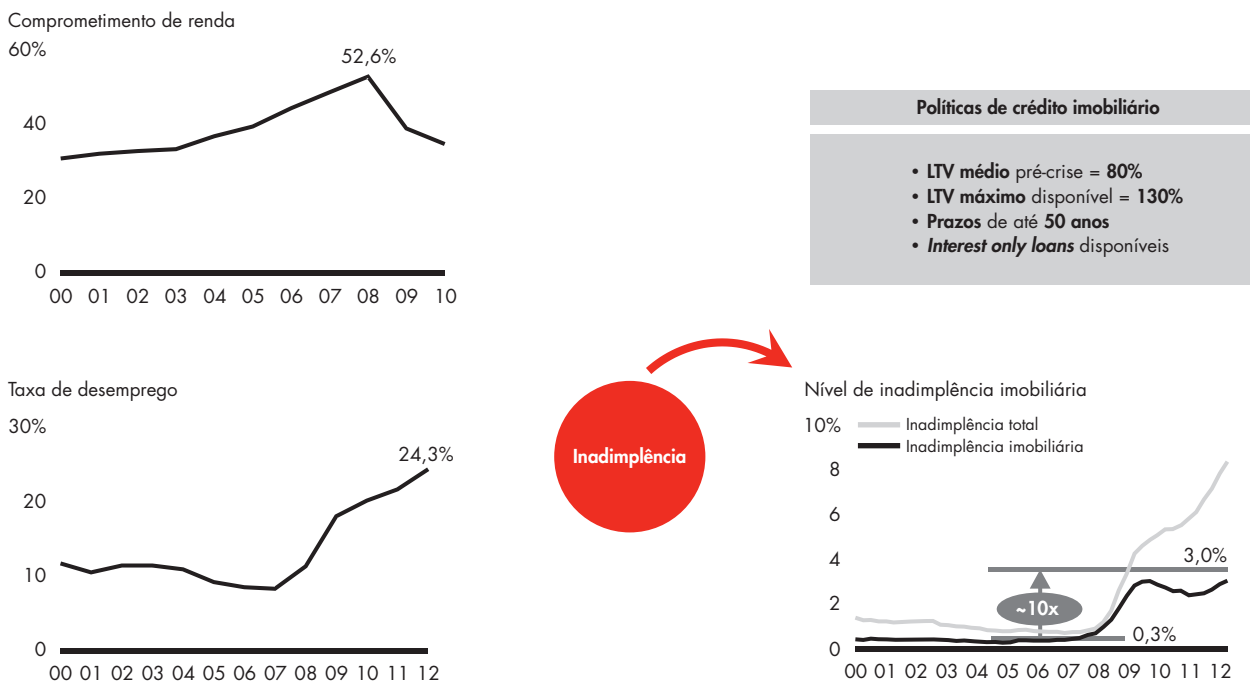 Comprometimento de renda
60%
52,6%
40
20
0
00 01 02 03 04 05 06 07 08 09 10
Políticas de crédito imobiliário
• LTV médio pré-crise = 80%
• LTV máximo disponível = 130%
• Prazos de até 50 anos
• Interest only loans disponíveis
Taxa de desemprego
30%
24,3%
20
10
0
00 01 02 03 04 05 06 07 08 09 10 11 12
Inadimplência
Nível de inadimplência imobiliária
10%
Inadimplência total
Inadimplência imobiliária
8
6
4
3,0%
~10x
2
0,3%
0
00 01 02 03 04 05 06 07 08 09 10 11 12